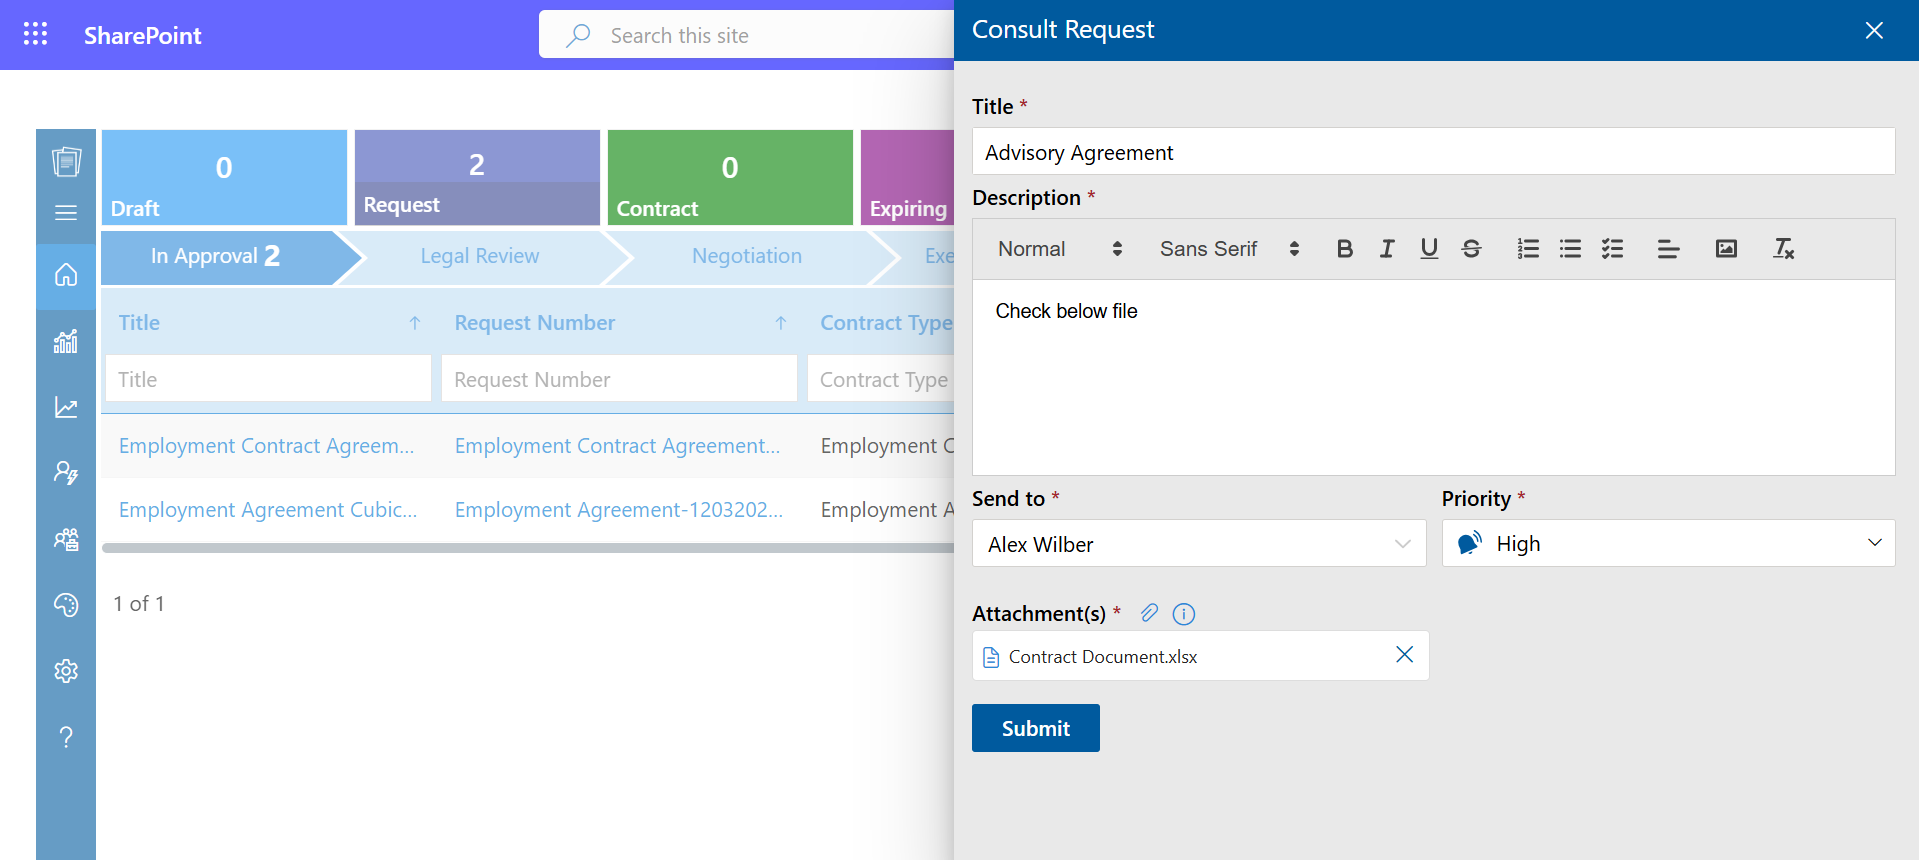 SharePoint
Search this site
0
Draft
2
Request
0
Contract
Expiring
In Approval 2
Legal Review
Negotiation
Exe
Title
Request Number
Contract Type
Title
Request Number
Contract Type
Employment Contract Agreem...
Employment Contract Agreement...
Employment C
Employment Agreement Cubic...
Employment Agreement-1203202...
Employment A
1 of 1
Consult Request
Title *
Advisory Agreement
Description *
Normal
Sans Serif
Check below file
Send to *
Priority *
Alex Wilber
High
Attachment(s) *
Contract Document.xlsx
Submit